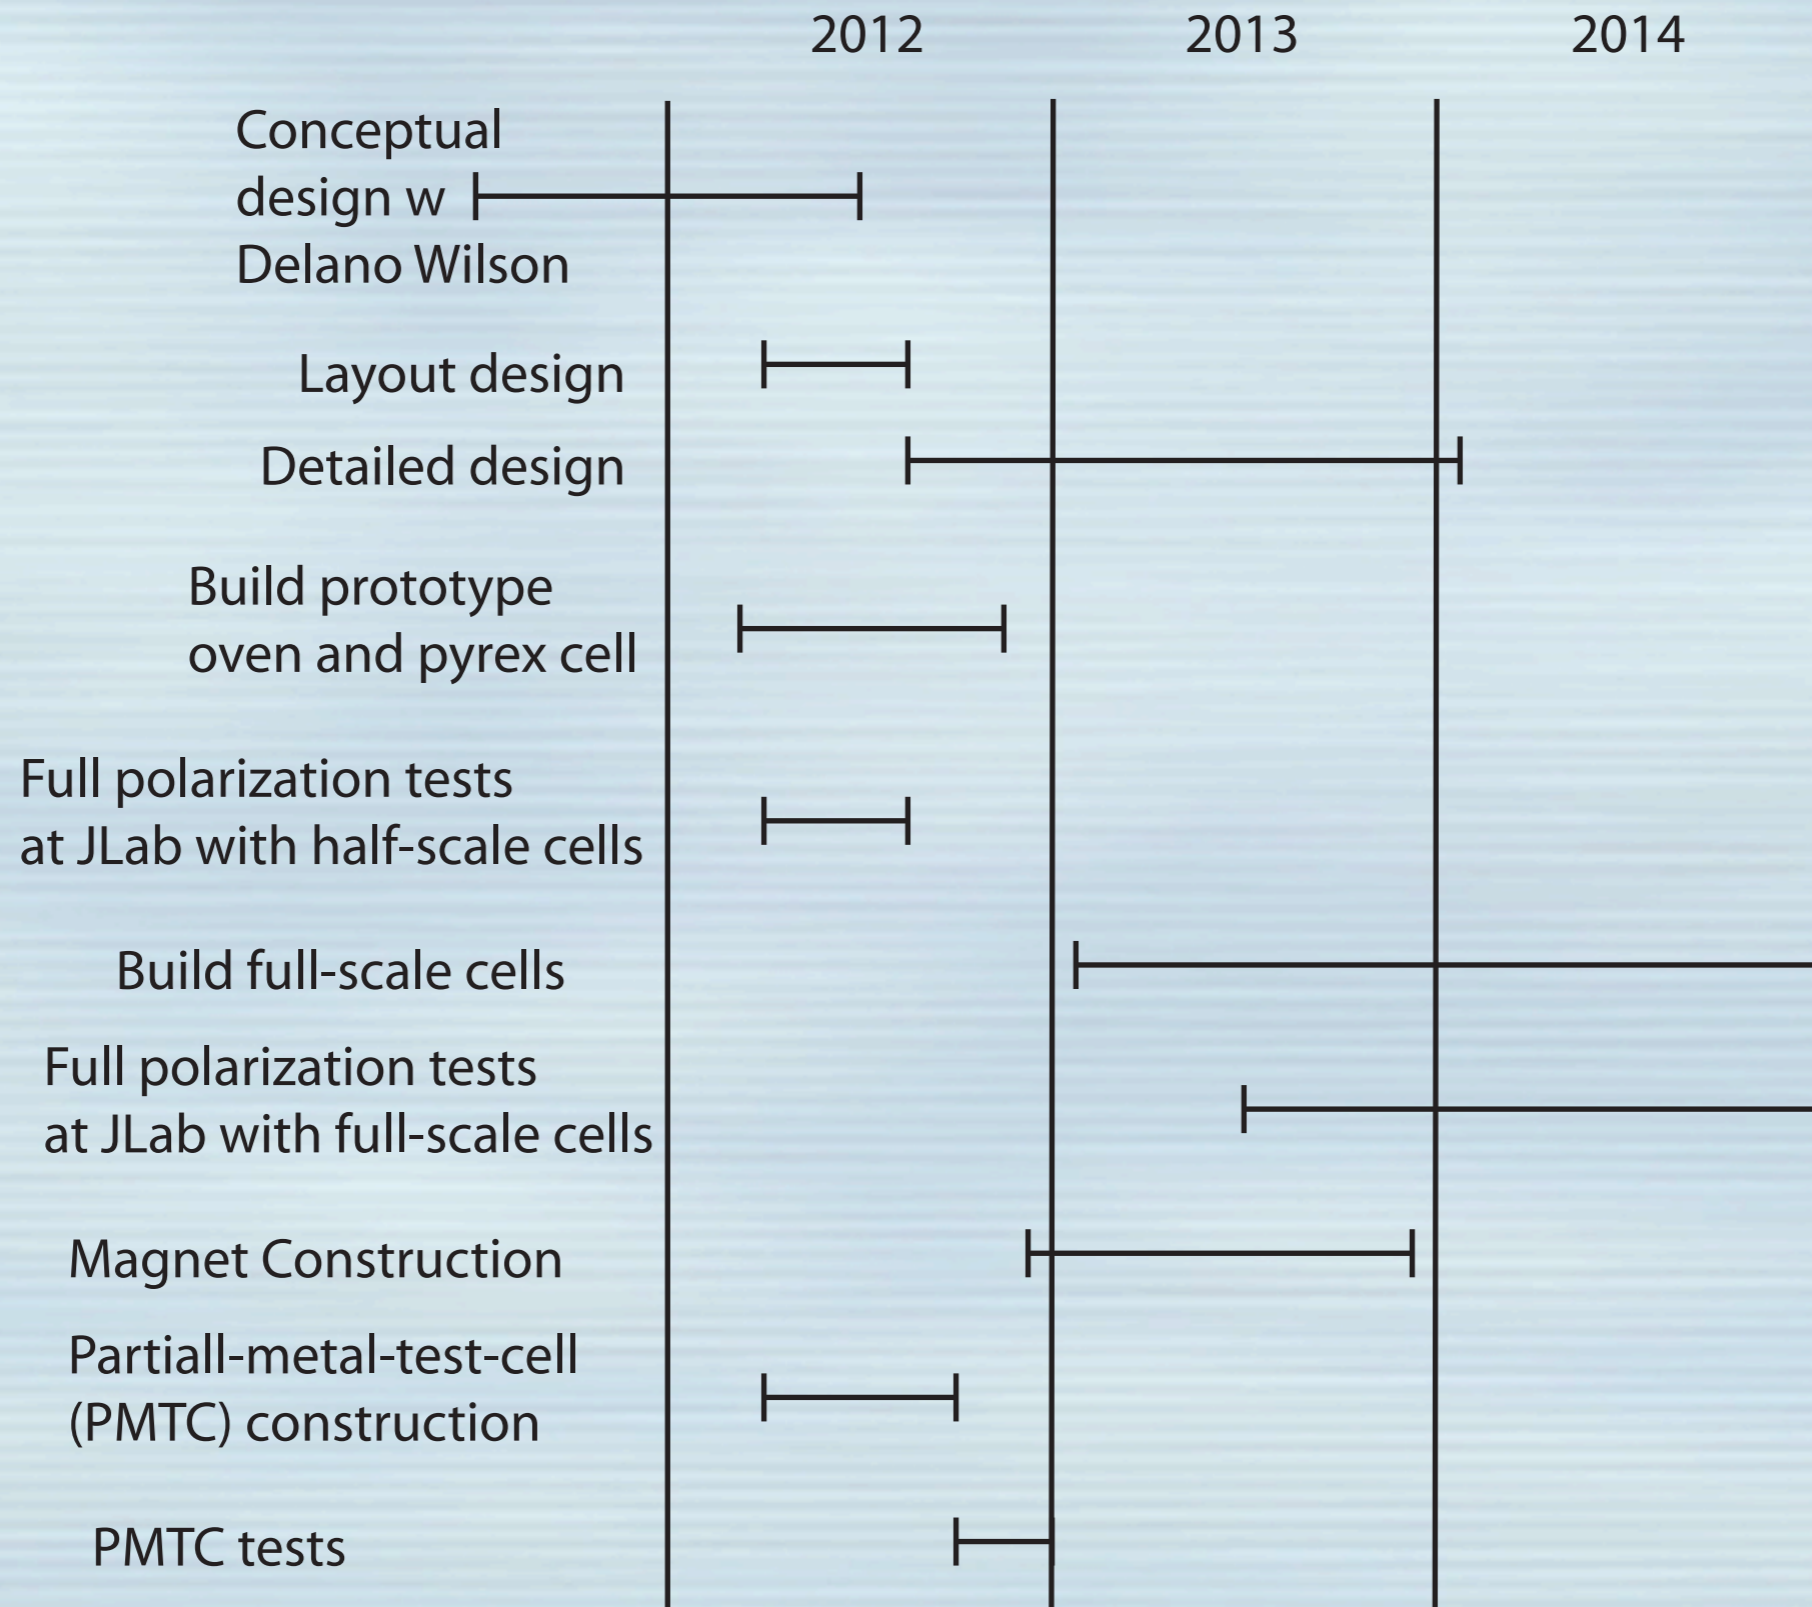 2012 2013 2014
Conceptual
design w
Delano Wilson
Layout design
Detailed design
Build prototype
oven and pyrex cell
Full polarization tests
at JLab with half-scale cells
Build full-scale cells
Full polarization tests
at JLab with full-scale cells
Magnet Construction
Partiall-metal-test-cell
(PMTC) construction
PMTC tests